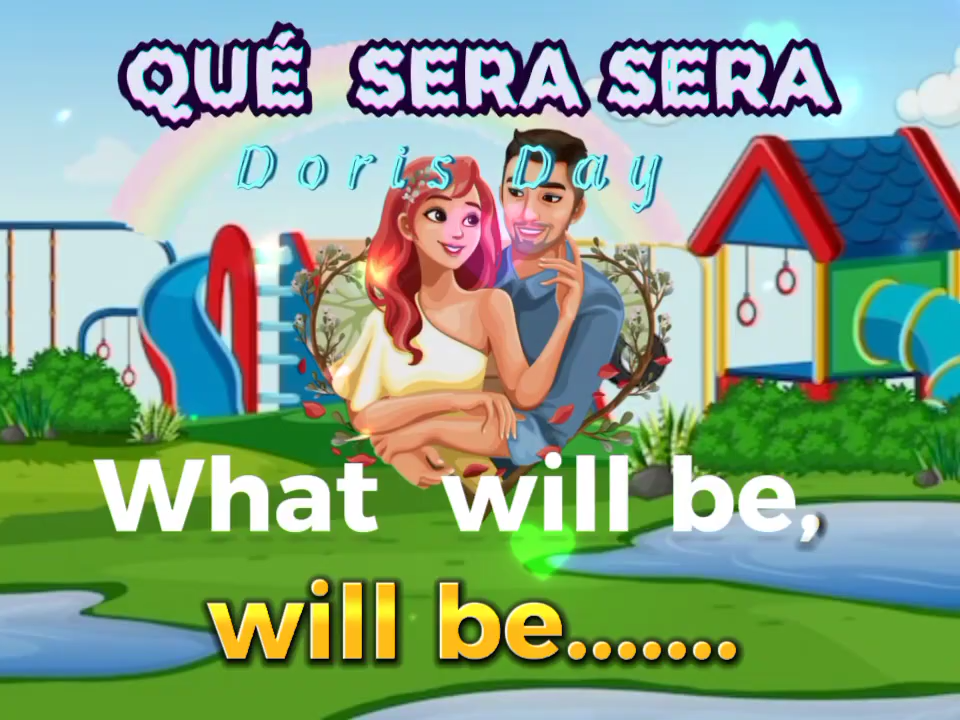 QUÉ SERA SERA
Doris Day
What will be,
will be.......